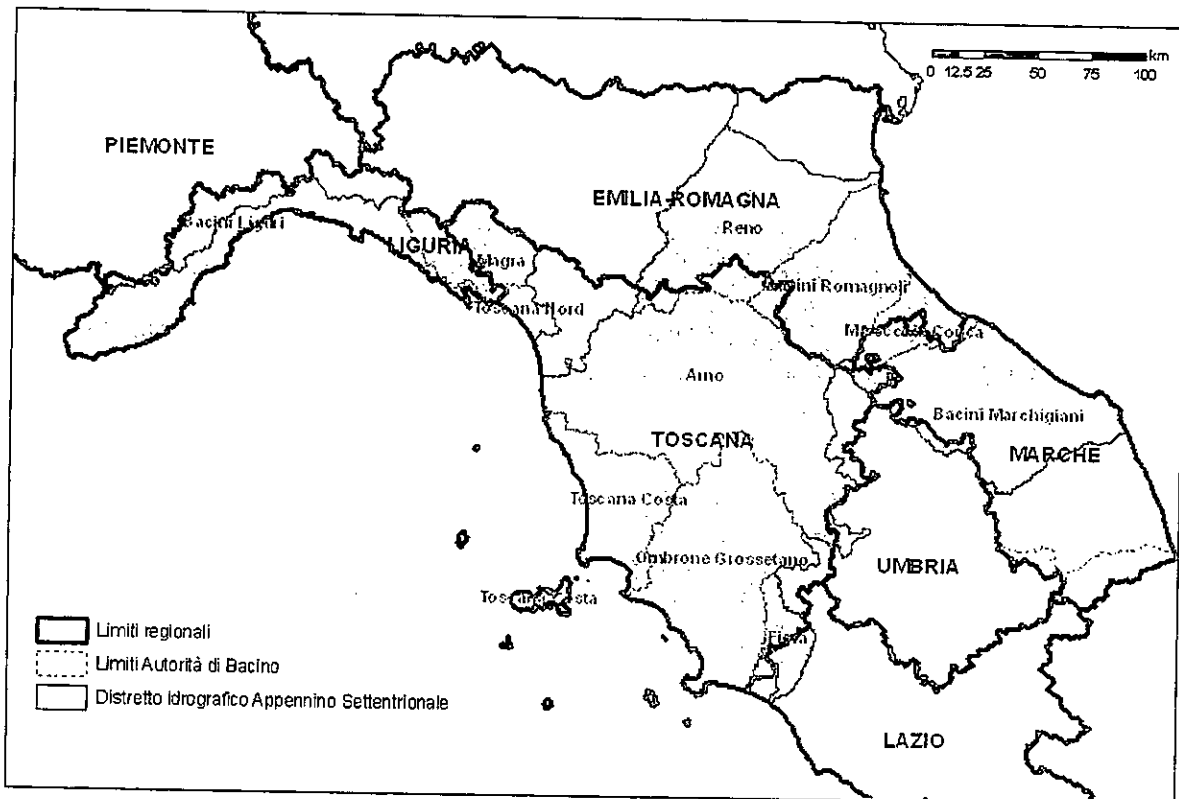 km
0 12.5 25 50 75 100
PIEMONTE
EMILIA-ROMAGNA
Reno
Bacini Liguri
LIGURIA
Magra
Toscana Nord
Bacini Romagnoli
Arno
Bacini Marchigiani
TOSCANA
MARCHE
Toscana Costa
Ombrone Grossetano
UMBRIA
Toscana Costa
Fiora
LAZIO
Limiti regionali
Limiti Autorità di Bacino
Distretto Idrografico Appennino Settentrionale